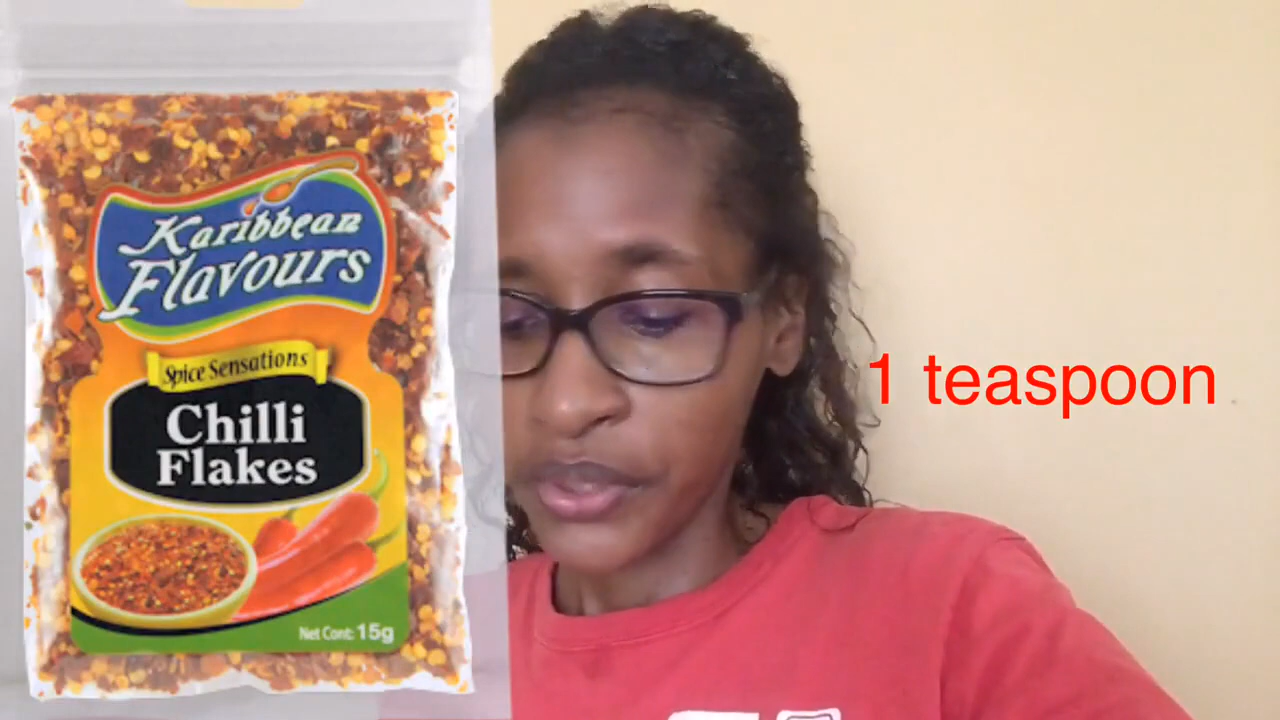 Karibbean
Flavours
Spice Sensations
Chilli
Flakes
Net Cont: 15g
1 teaspoon